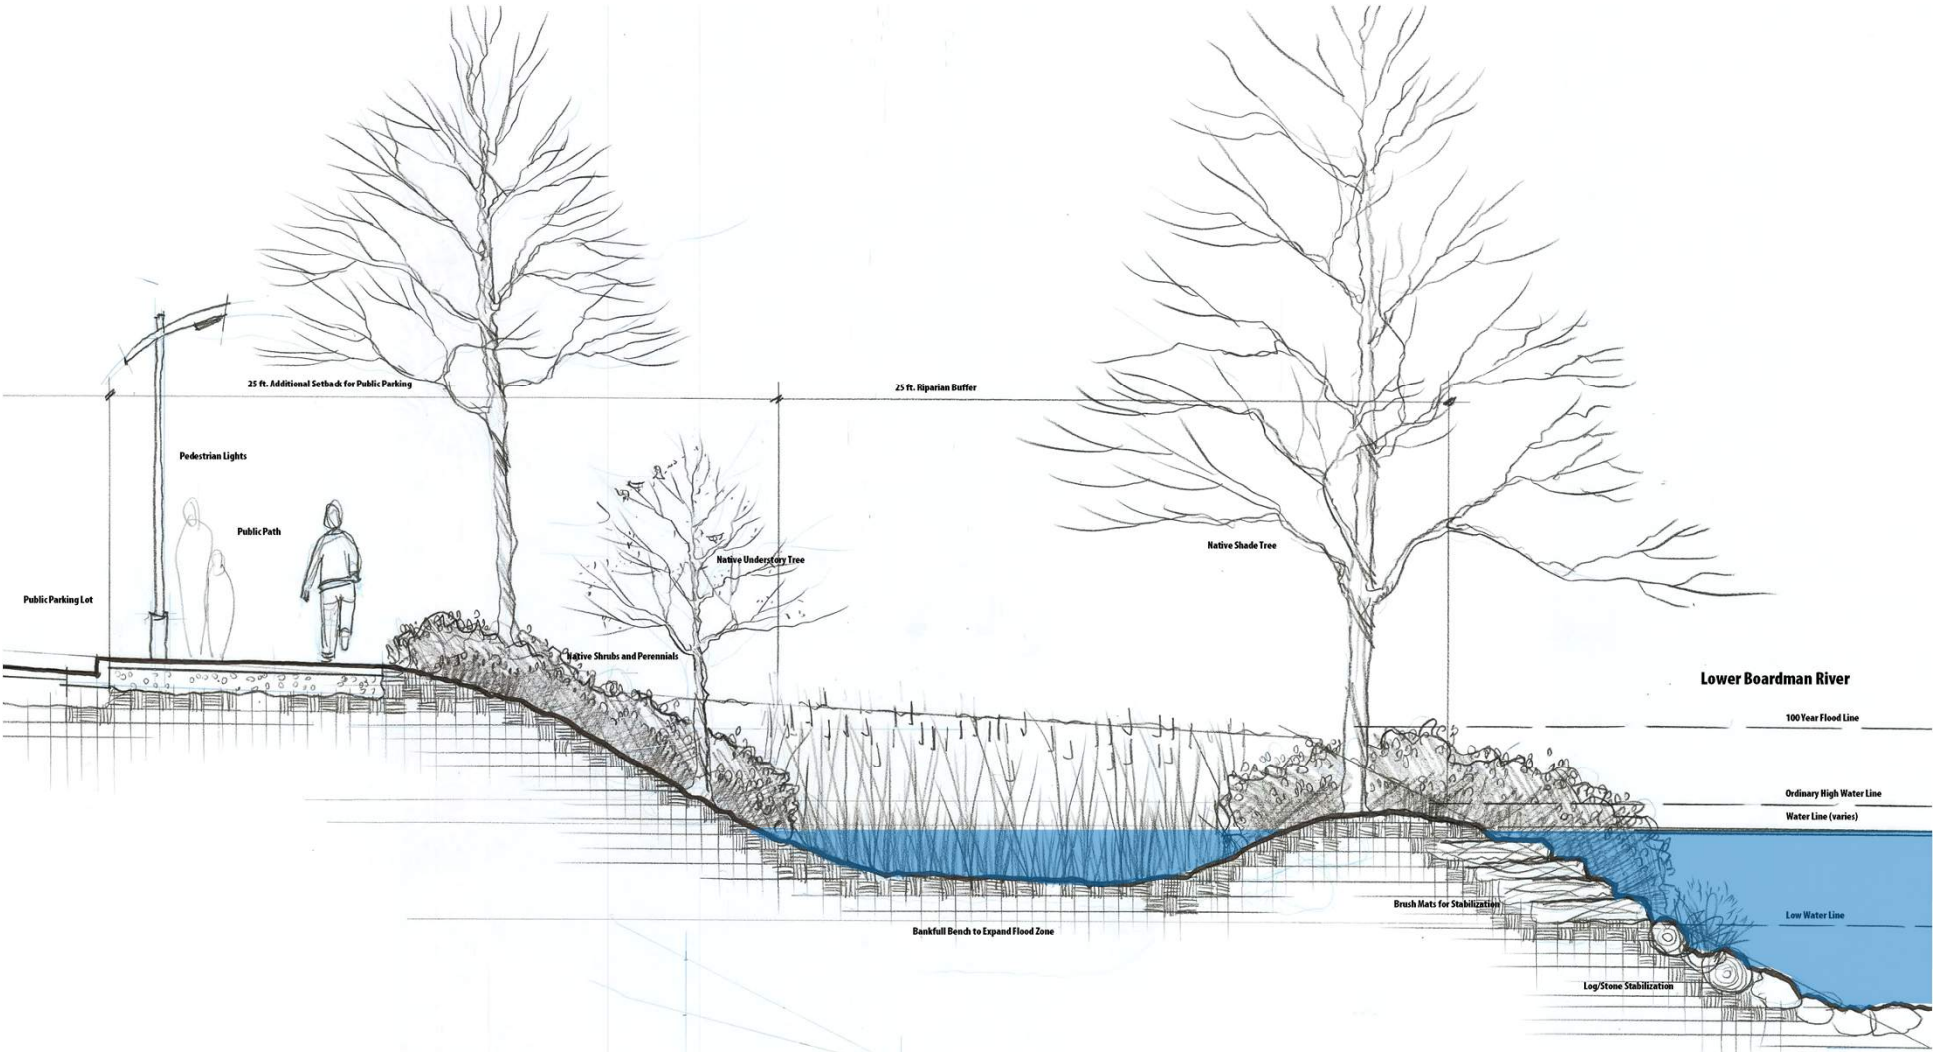 25 ft. Additional Setback for Public Parking
25 ft. Riparian Buffer
Pedestrian Lights
Public Path
Native Shade Tree
Native Understory Tree
Public Parking Lot
Native Shrubs and Perennials
Lower Boardman River
100 Year Flood Line
Ordinary High Water Line
Water Line (varies)
Brush Mats for Stabilization
Low Water Line
Bankfull Bench to Expand Flood Zone
Log/Stone Stabilization